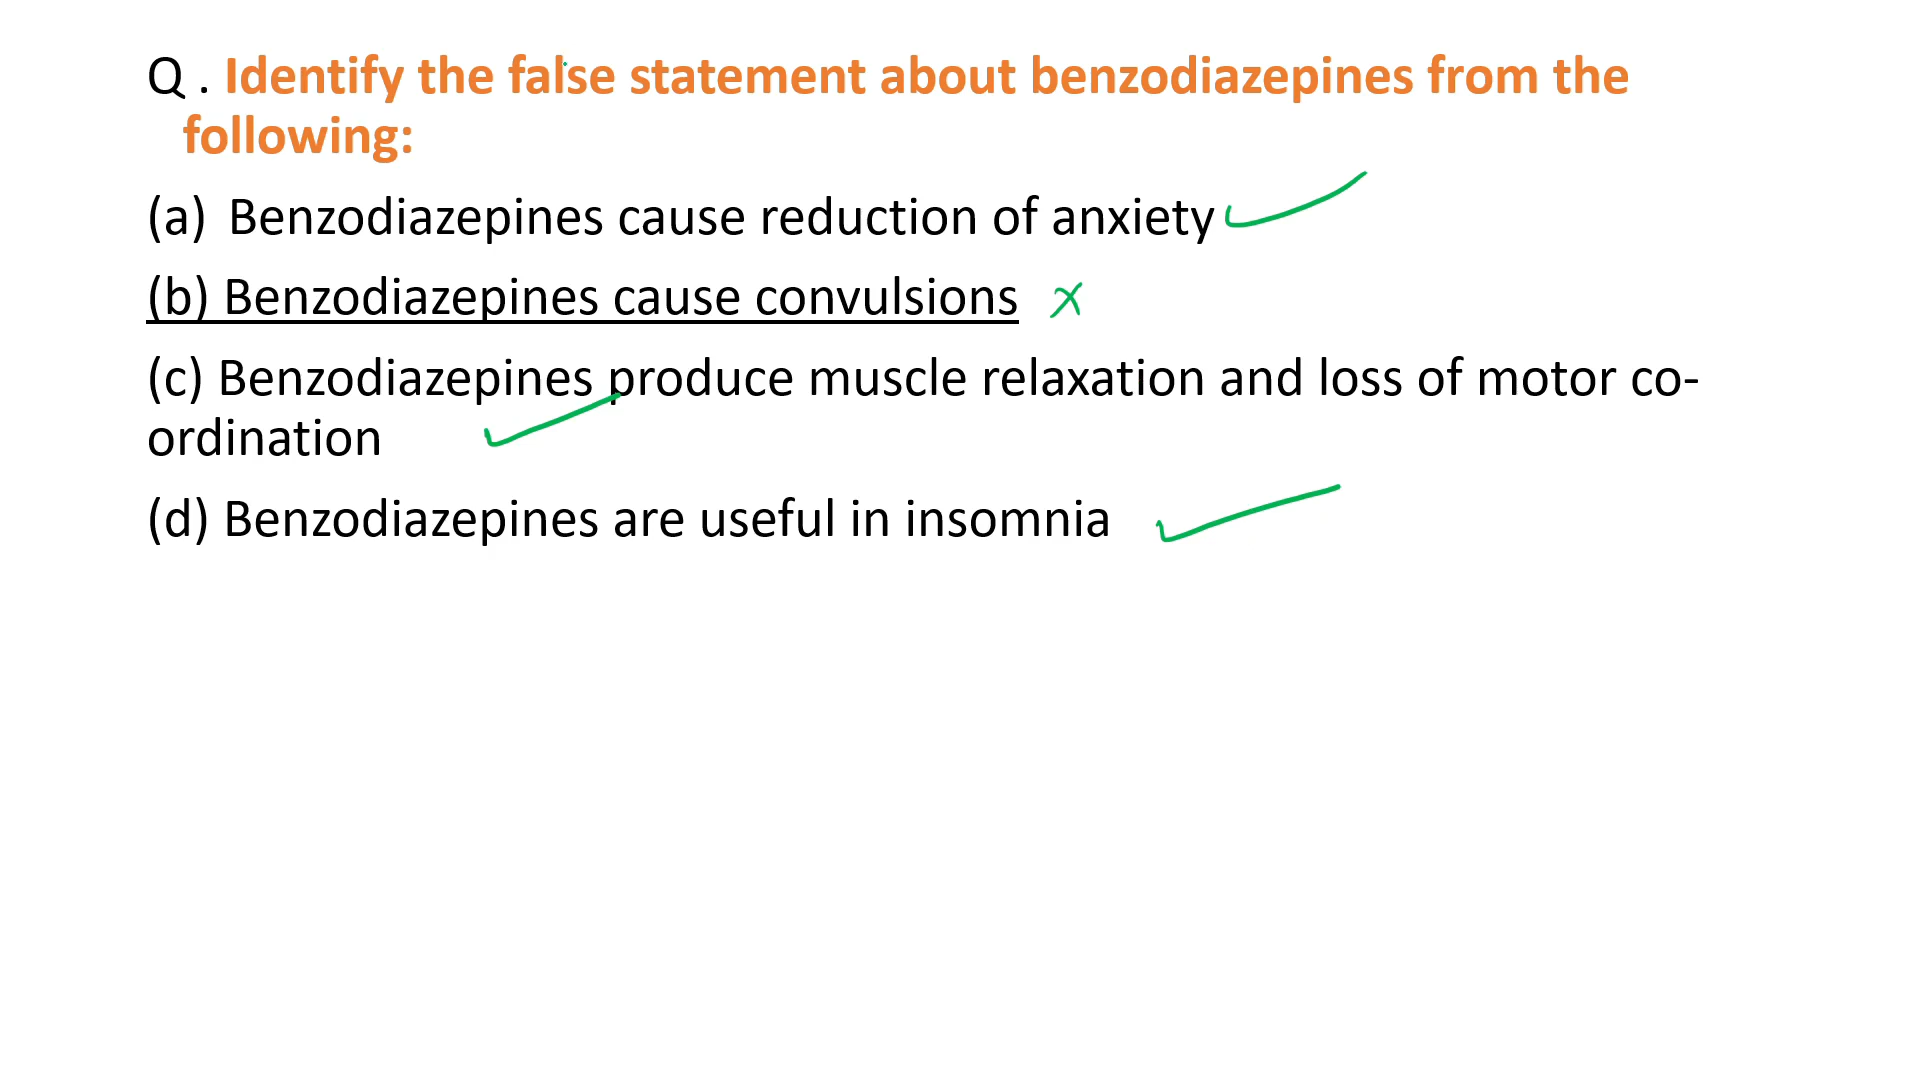 Q . Identify the false statement about benzodiazepines from the
following:
(a) Benzodiazepines cause reduction of anxiety
(b) Benzodiazepines cause convulsions
(c) Benzodiazepines produce muscle relaxation and loss of motor co-
ordination
(d) Benzodiazepines are useful in insomnia